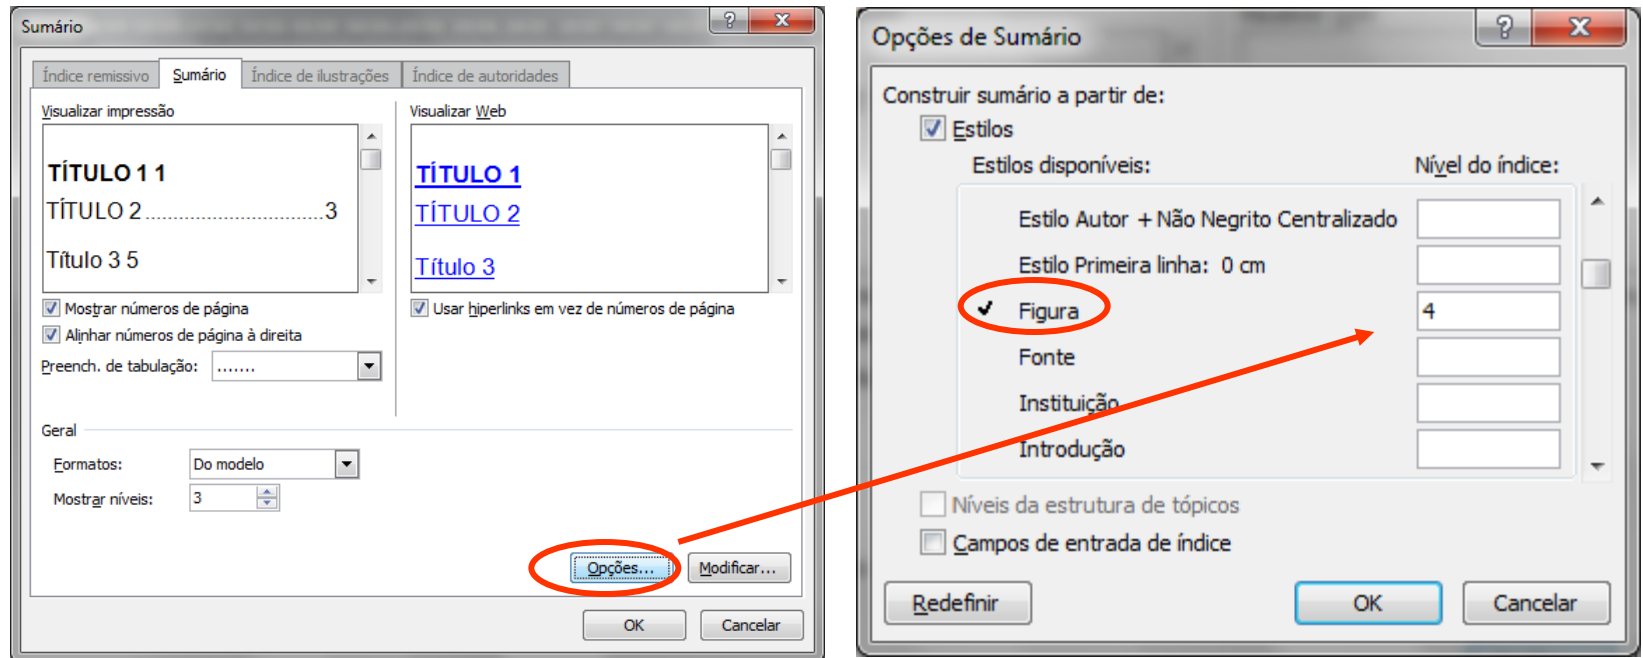 Sumário
Índice remissivo
Sumário
Índice de ilustrações
Índice de autoridades
Visualizar impressão
TÍTULO 1 1
TÍTULO 2................................3
Título 3 5
Mostrar números de página
Alinhar números de página à direita
Preench. de tabulação: .......
Visualizar Web
TÍTULO 1
TÍTULO 2
Título 3
Usar hiperlinks em vez de números de página
Geral
Formatos: Do modelo
Mostrar níveis: 3
Opções...
Modificar...
OK
Cancelar
Opções de Sumário
Construir sumário a partir de:
Estilos
Estilos disponíveis: Nível do índice:
Estilo Autor + Não Negrito Centralizado
Estilo Primeira linha: 0 cm
Figura 4
Fonte
Instituição
Introdução
Níveis da estrutura de tópicos
Campos de entrada de índice
Redefinir
OK
Cancelar